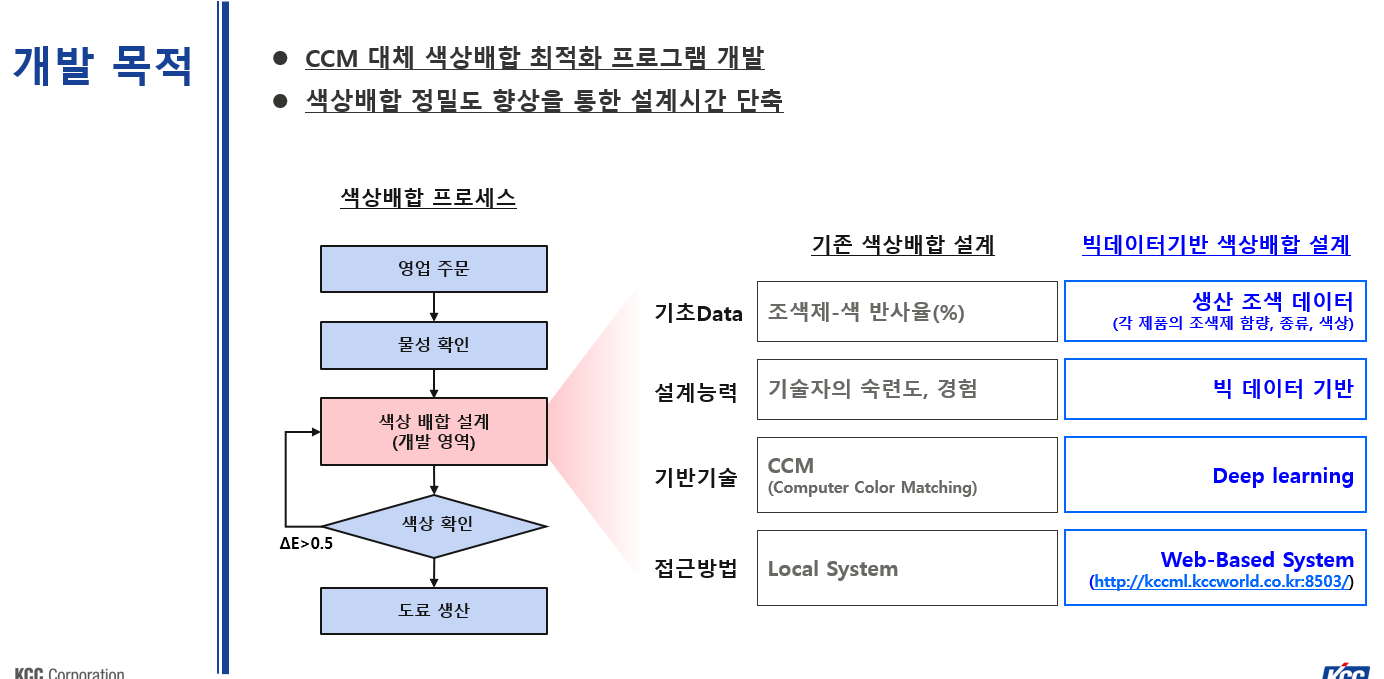 개발 목적
● CCM 대체 색상배합 최적화 프로그램 개발
● 색상배합 정밀도 향상을 통한 설계시간 단축
색상배합 프로세스
영업 주문
물성 확인
색상 배합 설계
(개발 영역)
색상 확인
ΔE>0.5
도료 생산
기존 색상배합 설계
빅데이터기반 색상배합 설계
기초Data
조색제-색 반사율(%)
생산 조색 데이터
(각 제품의 조색제 함량, 종류, 색상)
설계능력
기술자의 숙련도, 경험
빅 데이터 기반
기반기술
CCM
(Computer Color Matching)
Deep learning
접근방법
Local System
Web-Based System
(http://kccml.kccworld.co.kr:8503/)
KCC Corporation
KCC